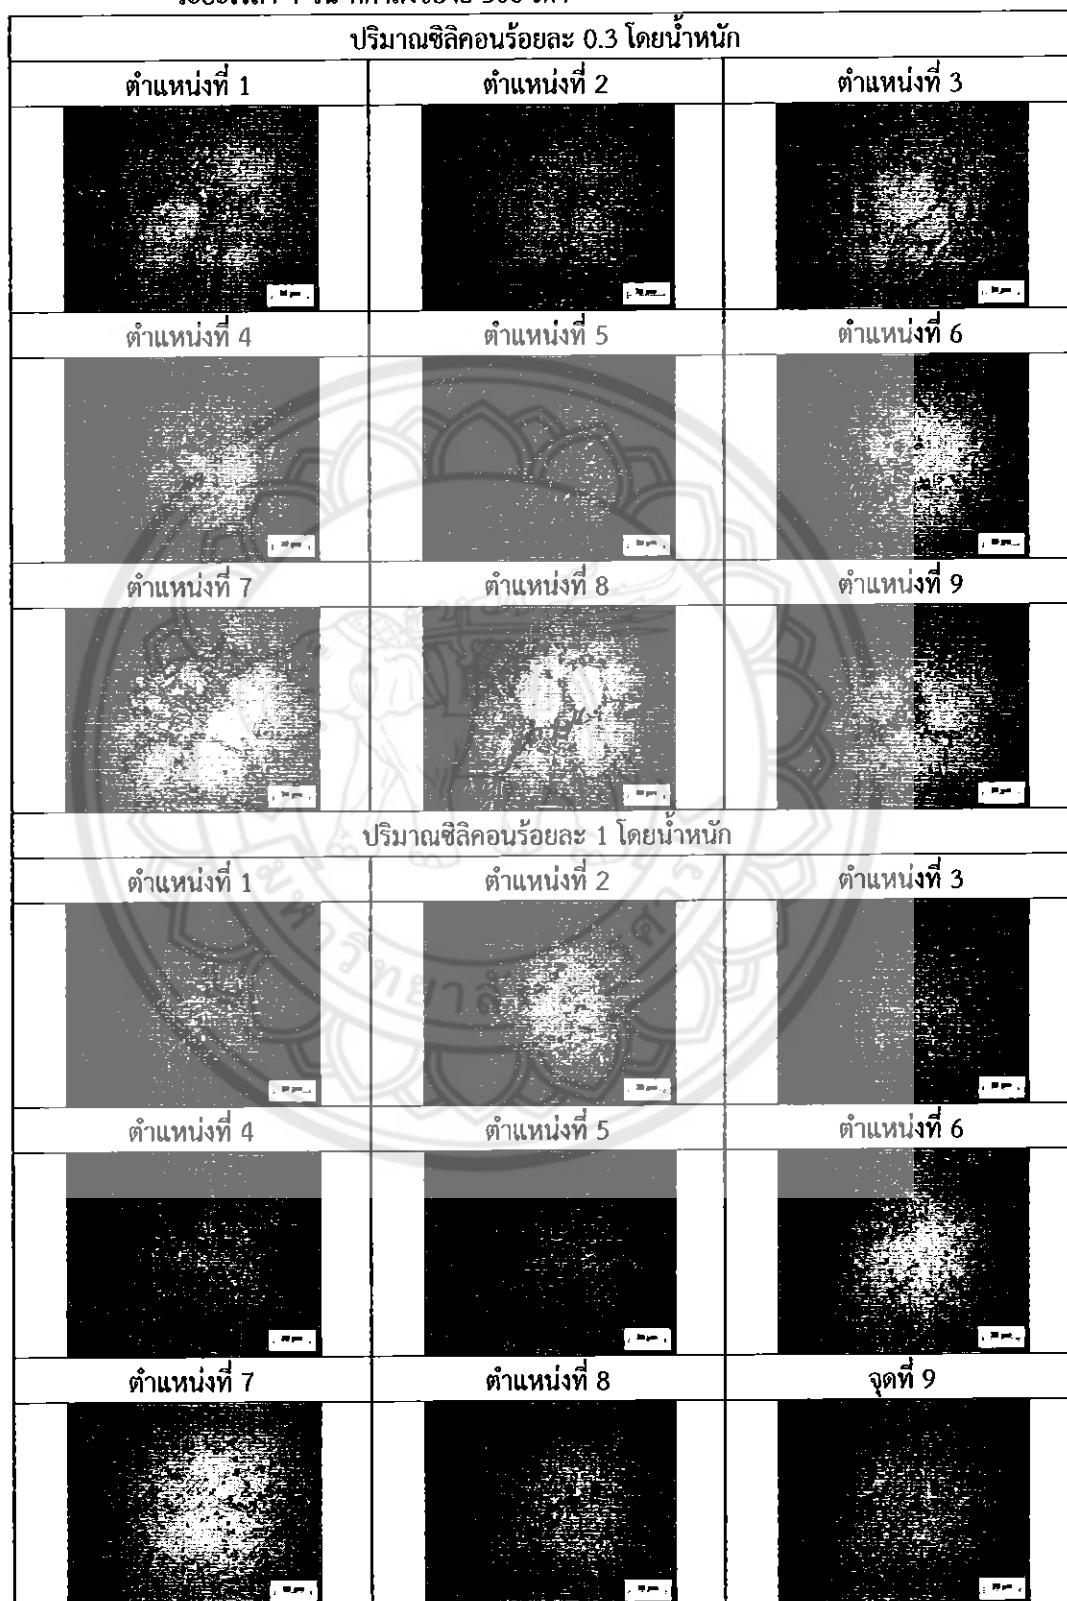 ปริมาณซิลิคอนร้อยละ 0.3 โดยน้ำหนัก
ตำแหน่งที่ 1 ตำแหน่งที่ 2 ตำแหน่งที่ 3
ตำแหน่งที่ 4 ตำแหน่งที่ 5 ตำแหน่งที่ 6
ตำแหน่งที่ 7 ตำแหน่งที่ 8 ตำแหน่งที่ 9
ปริมาณซิลิคอนร้อยละ 1 โดยน้ำหนัก
ตำแหน่งที่ 1 ตำแหน่งที่ 2 ตำแหน่งที่ 3
ตำแหน่งที่ 4 ตำแหน่งที่ 5 ตำแหน่งที่ 6
ตำแหน่งที่ 7 ตำแหน่งที่ 8 จุดที่ 9